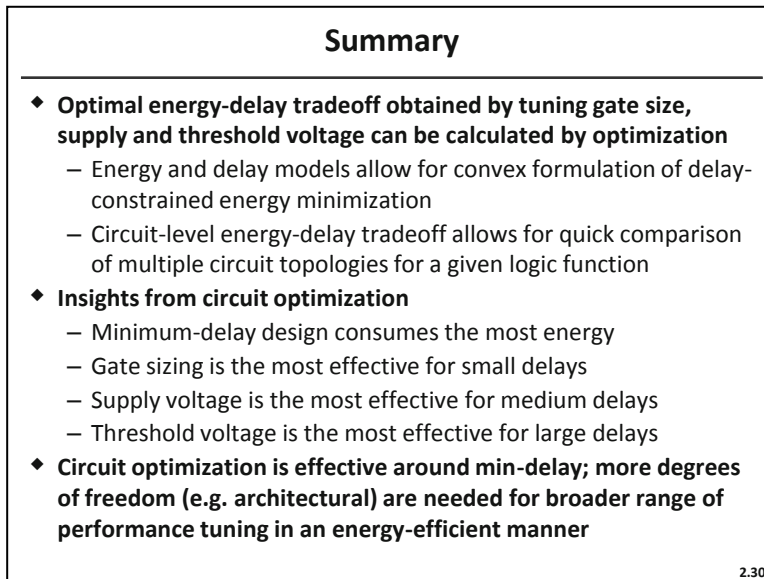 Summary
◆ Optimal energy-delay tradeoff obtained by tuning gate size,
supply and threshold voltage can be calculated by optimization
– Energy and delay models allow for convex formulation of delay-
constrained energy minimization
– Circuit-level energy-delay tradeoff allows for quick comparison
of multiple circuit topologies for a given logic function
◆ Insights from circuit optimization
– Minimum-delay design consumes the most energy
– Gate sizing is the most effective for small delays
– Supply voltage is the most effective for medium delays
– Threshold voltage is the most effective for large delays
◆ Circuit optimization is effective around min-delay; more degrees
of freedom (e.g. architectural) are needed for broader range of
performance tuning in an energy-efficient manner
2.30